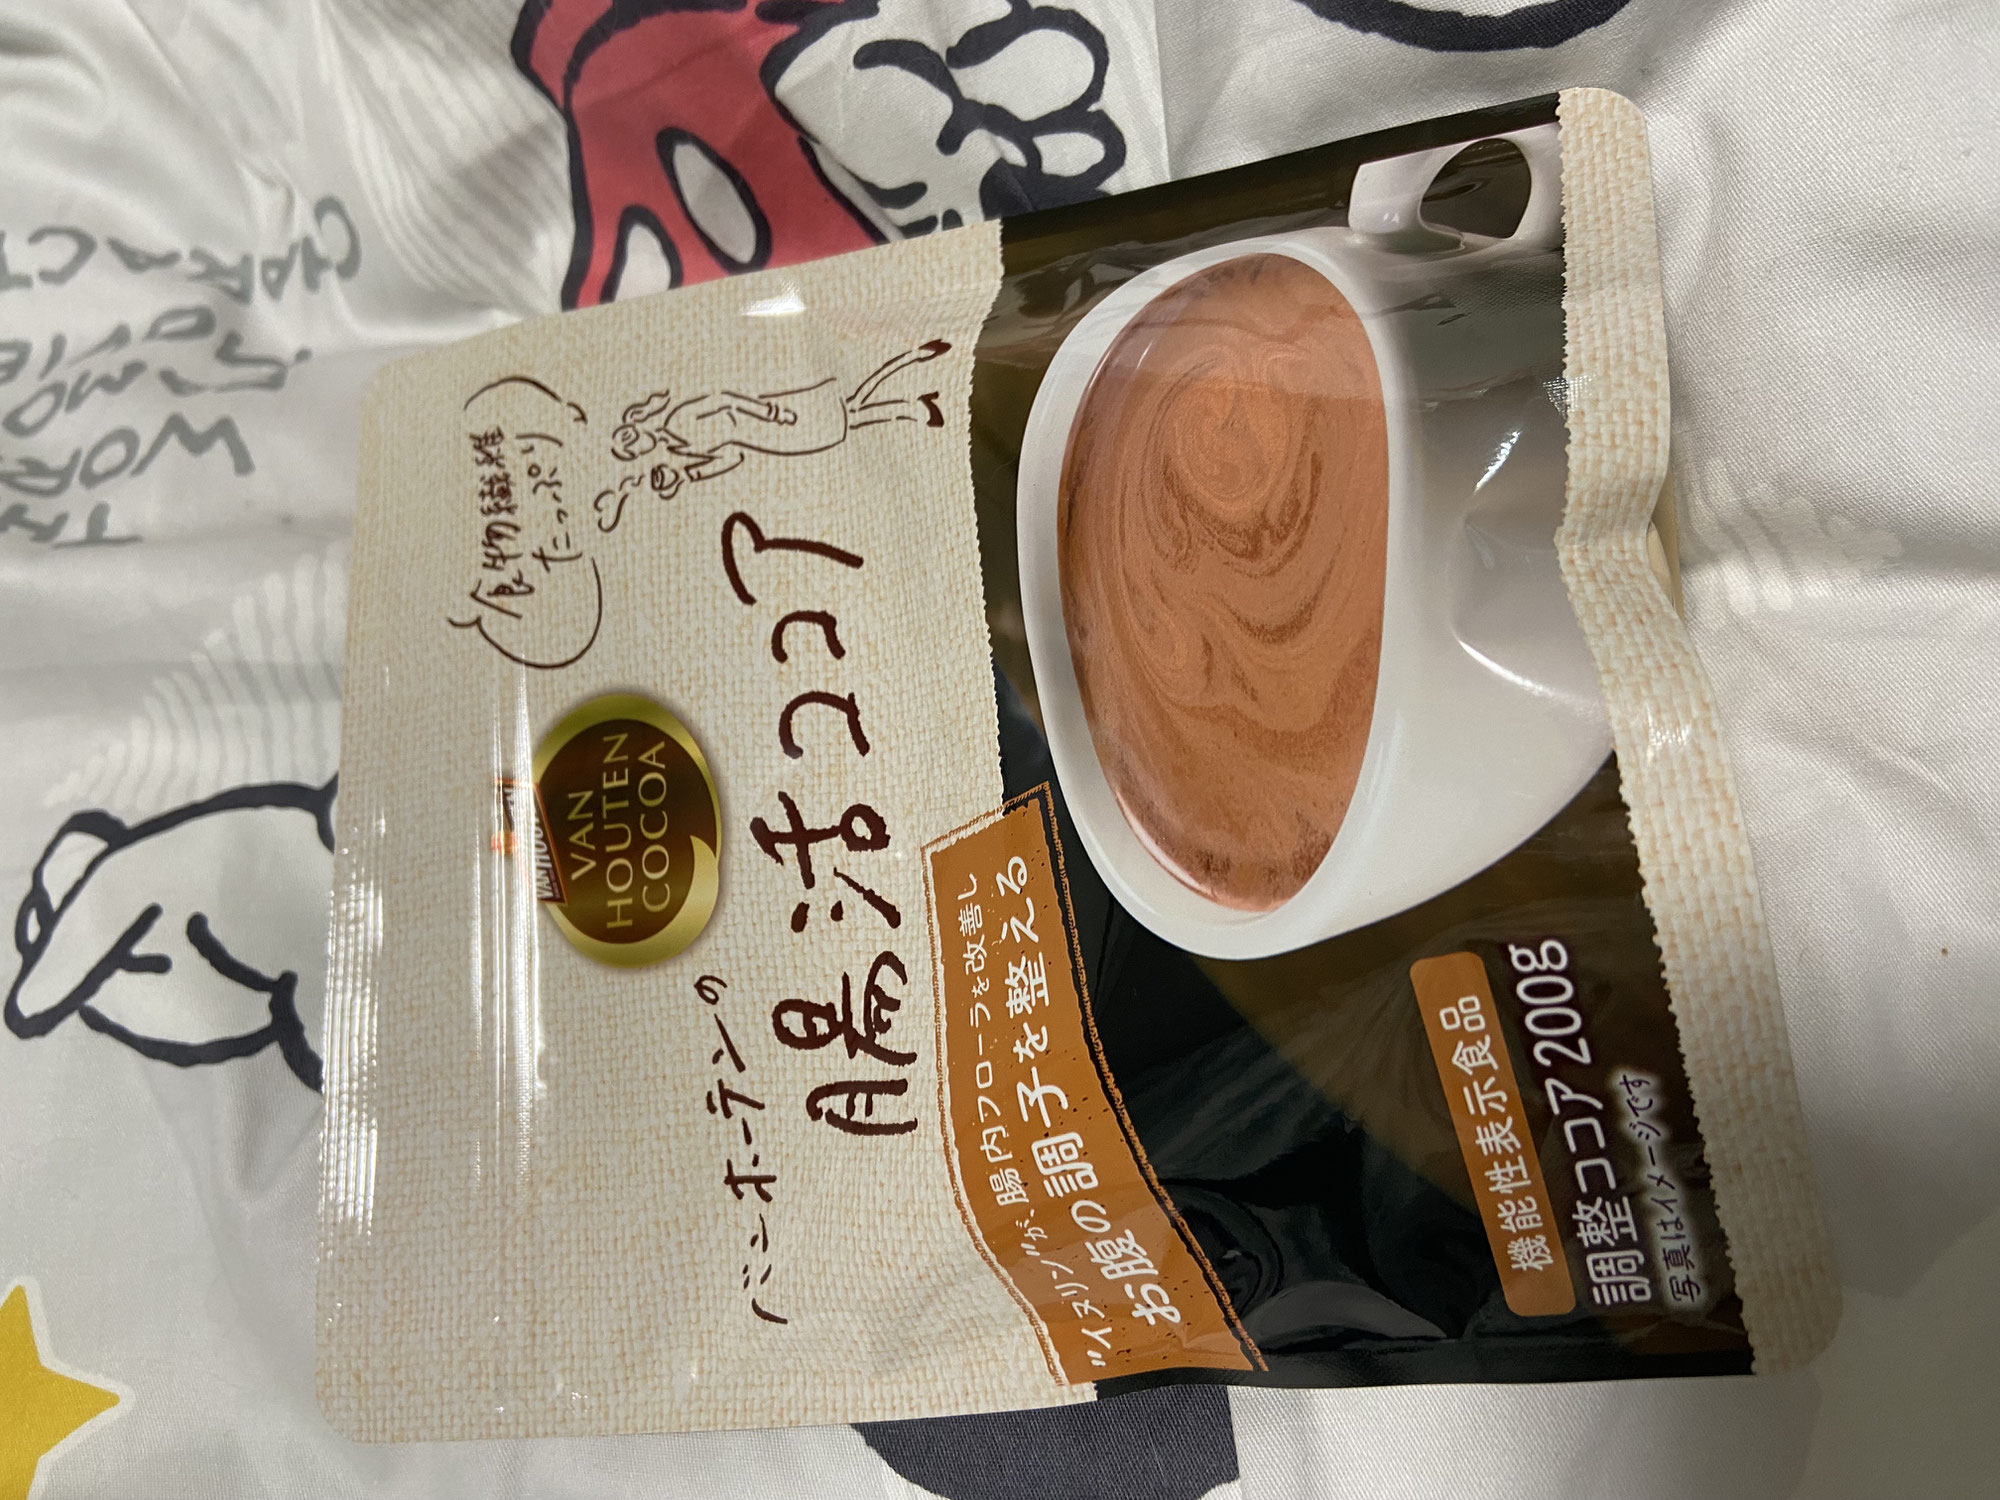 食物繊維
たっぷり
VAN HOUTEN
VAN
HOUTEN
COCOA
バンホーテンの
腸活ココア
"イヌリン"が、腸内フローラを改善し
お腹の調子を整える
機能性表示食品
調整ココア200g
写真はイメージです